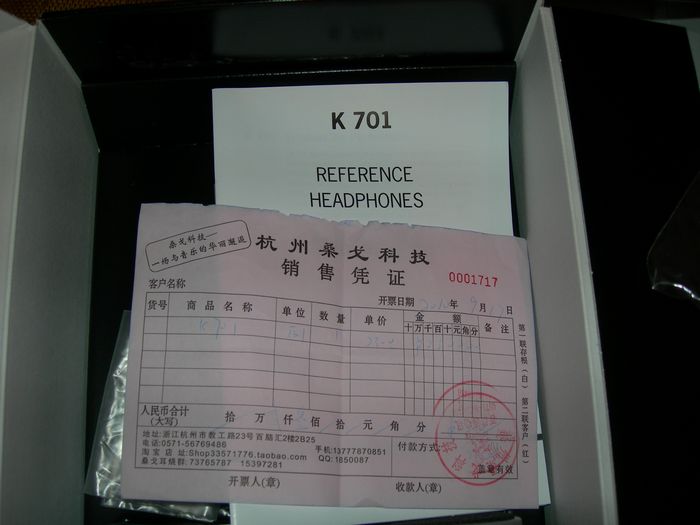 K 701
REFERENCE
HEADPHONES
桑戈科技—
一场与音乐的华丽邂逅
杭州桑戈科技
销售凭证
0001717
客户名称
开票日期 年 9 月 日
货号 商品名称 单位 数量 单价 金额 备注
十万千百十元角分
K701
第一联存根(白) 第二联客户(红)
人民币合计
(大写) 拾 万 仟 佰 拾 元 角 分
地址:浙江杭州市教工路23号百脑汇2楼2B25
电话:0571-56769486 手机:13777870851
淘宝店址:Shop33571776.taobao.com QQ:1850087
桑戈耳烧群:73765787 15397281
付款方式:
盖章有效
开票人(章) 收款人(章)